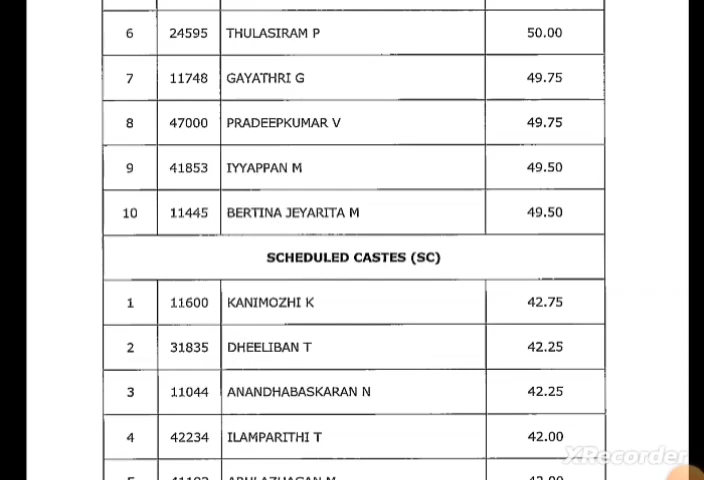 6 24595 THULASIRAM P 50.00
7 11748 GAYATHRI G 49.75
8 47000 PRADEEPKUMAR V 49.75
9 41853 IYYAPPAN M 49.50
10 11445 BERTINA JEYARITA M 49.50
SCHEDULED CASTES (SC)
1 11600 KANIMOZHI K 42.75
2 31835 DHEELIBAN T 42.25
3 11044 ANANDHABASKARAN N 42.25
4 42234 ILAMPARITHI T 42.00
XRecorder